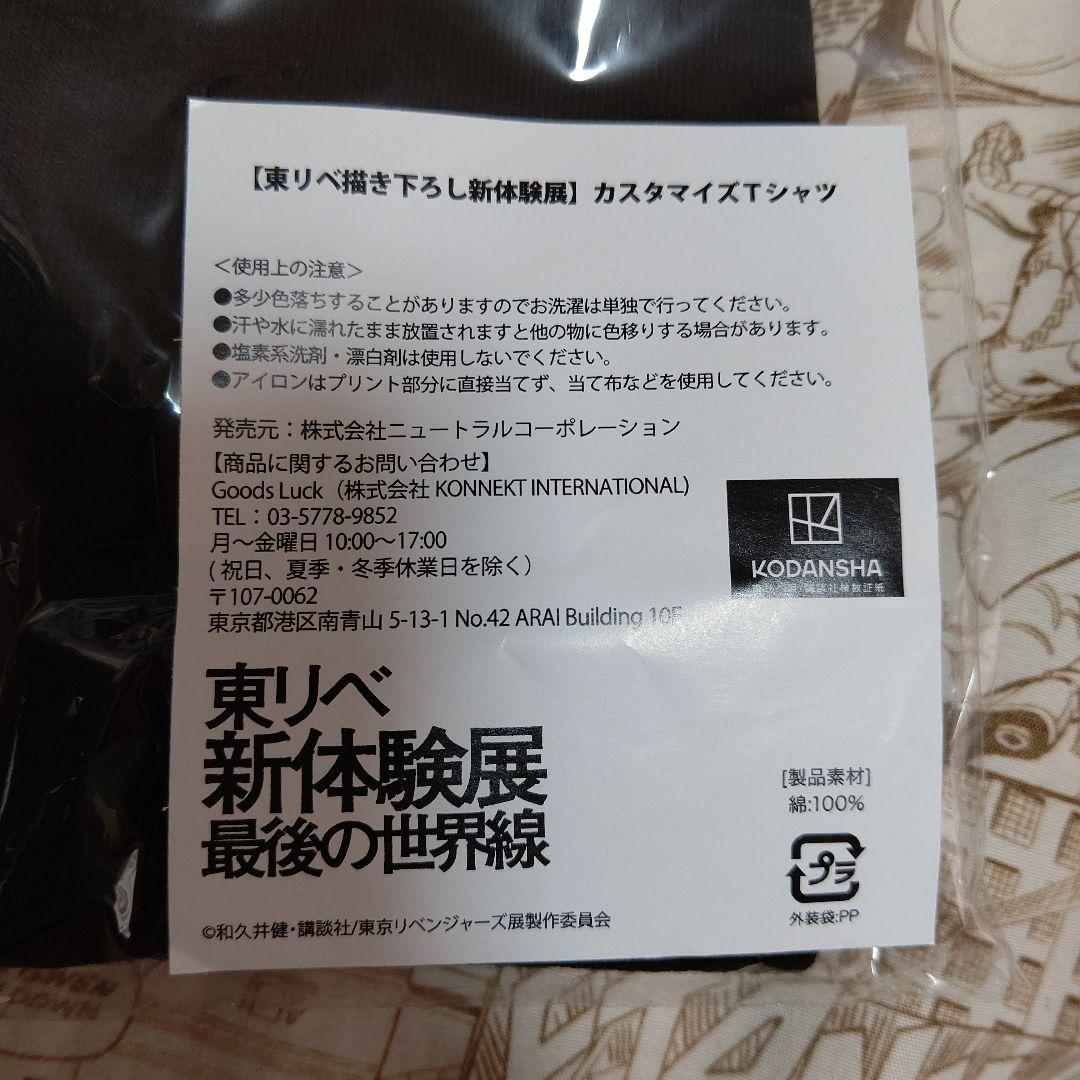 【東リベ描き下ろし新体験展】カスタマイズTシャツ
＜使用上の注意＞
●多少色落ちすることがありますのでお洗濯は単独で行ってください。
●汗や水に濡れたまま放置されますと他の物に色移りする場合があります。
●塩素系洗剤・漂白剤は使用しないでください。
●アイロンはプリント部分に直接当てず、当て布などを使用してください。
発売元：株式会社ニュートラルコーポレーション
【商品に関するお問い合わせ】
Goods Luck（株式会社 KONNEKT INTERNATIONAL)
TEL：03-5778-9852
月～金曜日 10:00～17:00
( 祝日、夏季・冬季休業日を除く）
〒107-0062
東京都港区南青山 5-13-1 No.42 ARAI Building 10F
KODANSHA
東リベ
新体験展
最後の世界線
[製品素材]
綿:100%
プラ
外装袋:PP
©和久井健・講談社/東京リベンジャーズ展製作委員会